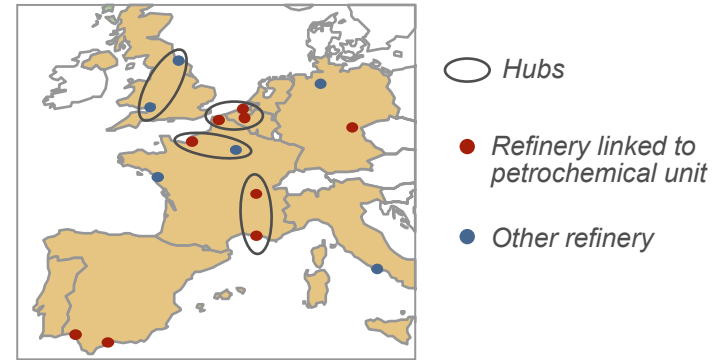 Hubs
Refinery linked to
petrochemical unit
Other refinery